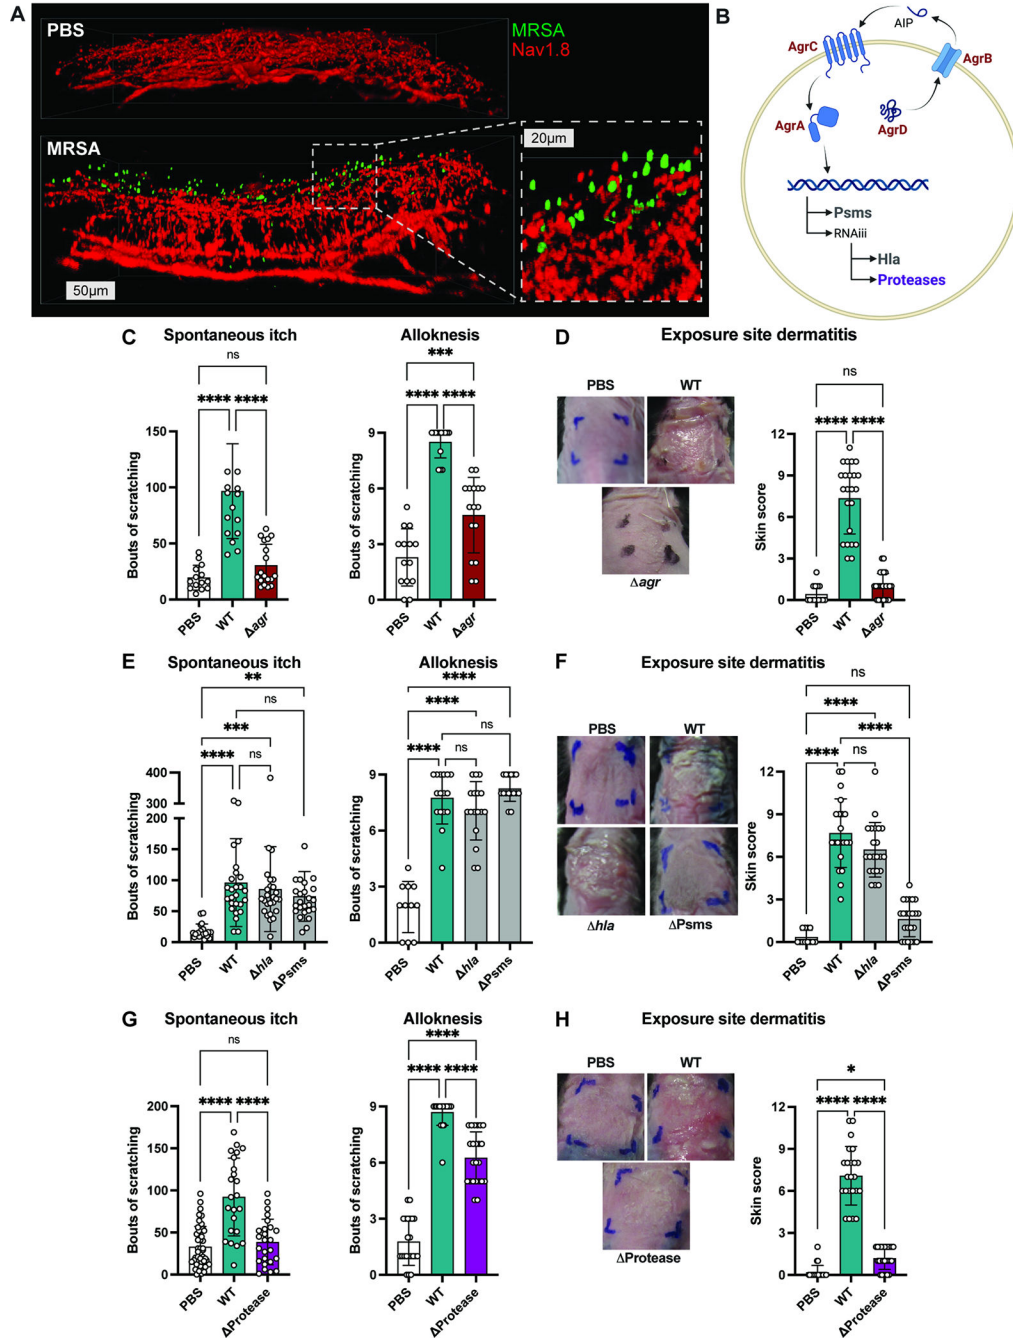 A
PBS
MRSA
Nav1.8
MRSA
20µm
50µm
B
AIP
AgrC
AgrB
AgrA
AgrD
Psms
RNAiii
Hla
Proteases
C
Spontaneous itch
Alloknesis
ns
****
****
Bouts of scratching
150
100
50
0
PBS
WT
Δagr
***
****
****
Bouts of scratching
9
6
3
0
PBS
WT
Δagr
D
Exposure site dermatitis
PBS
WT
Δagr
ns
****
****
Skin score
12
9
6
3
0
PBS
WT
Δagr
E
Spontaneous itch
Alloknesis
**
ns
***
****
ns
Bouts of scratching
400
300
200
150
100
50
0
PBS
WT
Δhla
ΔPsms
****
****
ns
****
ns
Bouts of scratching
9
6
3
0
PBS
WT
Δhla
ΔPsms
F
Exposure site dermatitis
PBS
WT
Δhla
ΔPsms
ns
****
****
****
ns
Skin score
12
9
6
3
0
PBS
WT
Δhla
ΔPsms
G
Spontaneous itch
Alloknesis
ns
****
****
Bouts of scratching
200
150
100
50
0
PBS
WT
ΔProtease
****
****
****
Bouts of scratching
9
6
3
0
PBS
WT
ΔProtease
H
Exposure site dermatitis
PBS
WT
ΔProtease
*
****
****
Skin score
12
9
6
3
0
PBS
WT
ΔProtease